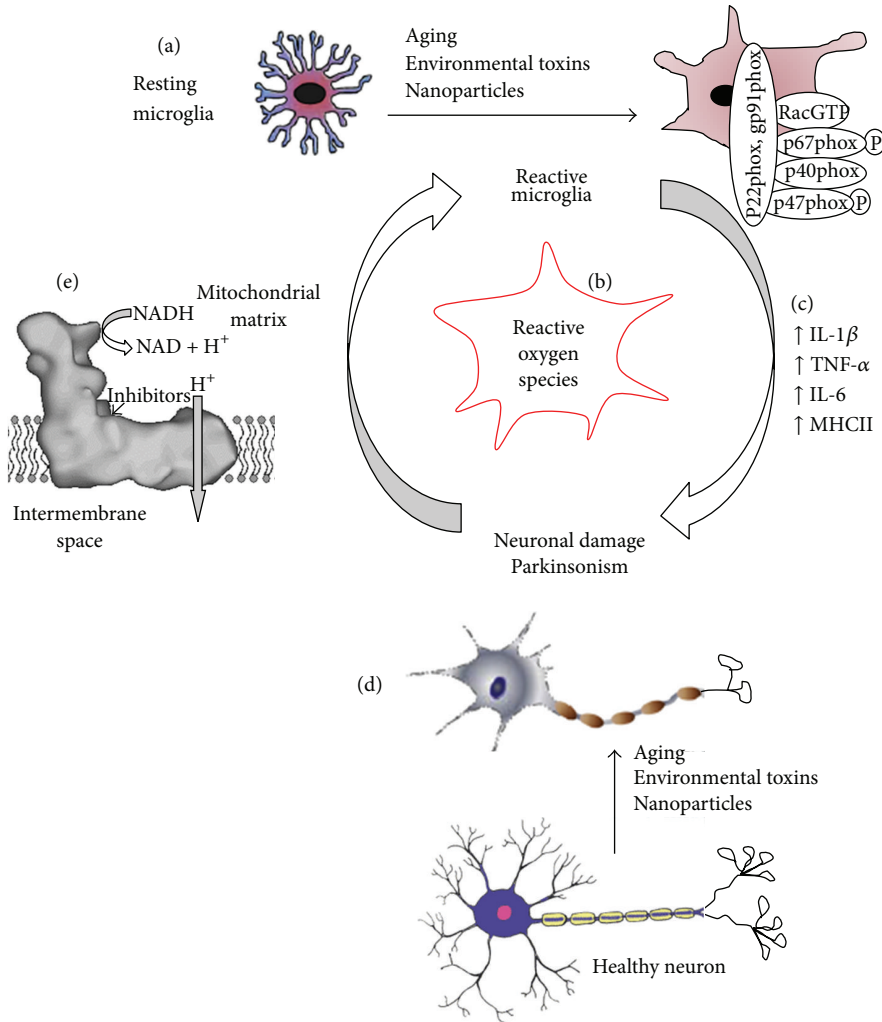 (a)
Resting
microglia
Aging
Environmental toxins
Nanoparticles
P22phox, gp91phox
RacGTP
p67phox P
p40phox
p47phox P
Reactive
microglia
(b)
Reactive
oxygen
species
(c)
↑ IL-1β
↑ TNF-α
↑ IL-6
↑ MHCII
(e)
NADH
NAD + H⁺
Mitochondrial
matrix
Inhibitors
H⁺
Intermembrane
space
Neuronal damage
Parkinsonism
(d)
Aging
Environmental toxins
Nanoparticles
Healthy neuron